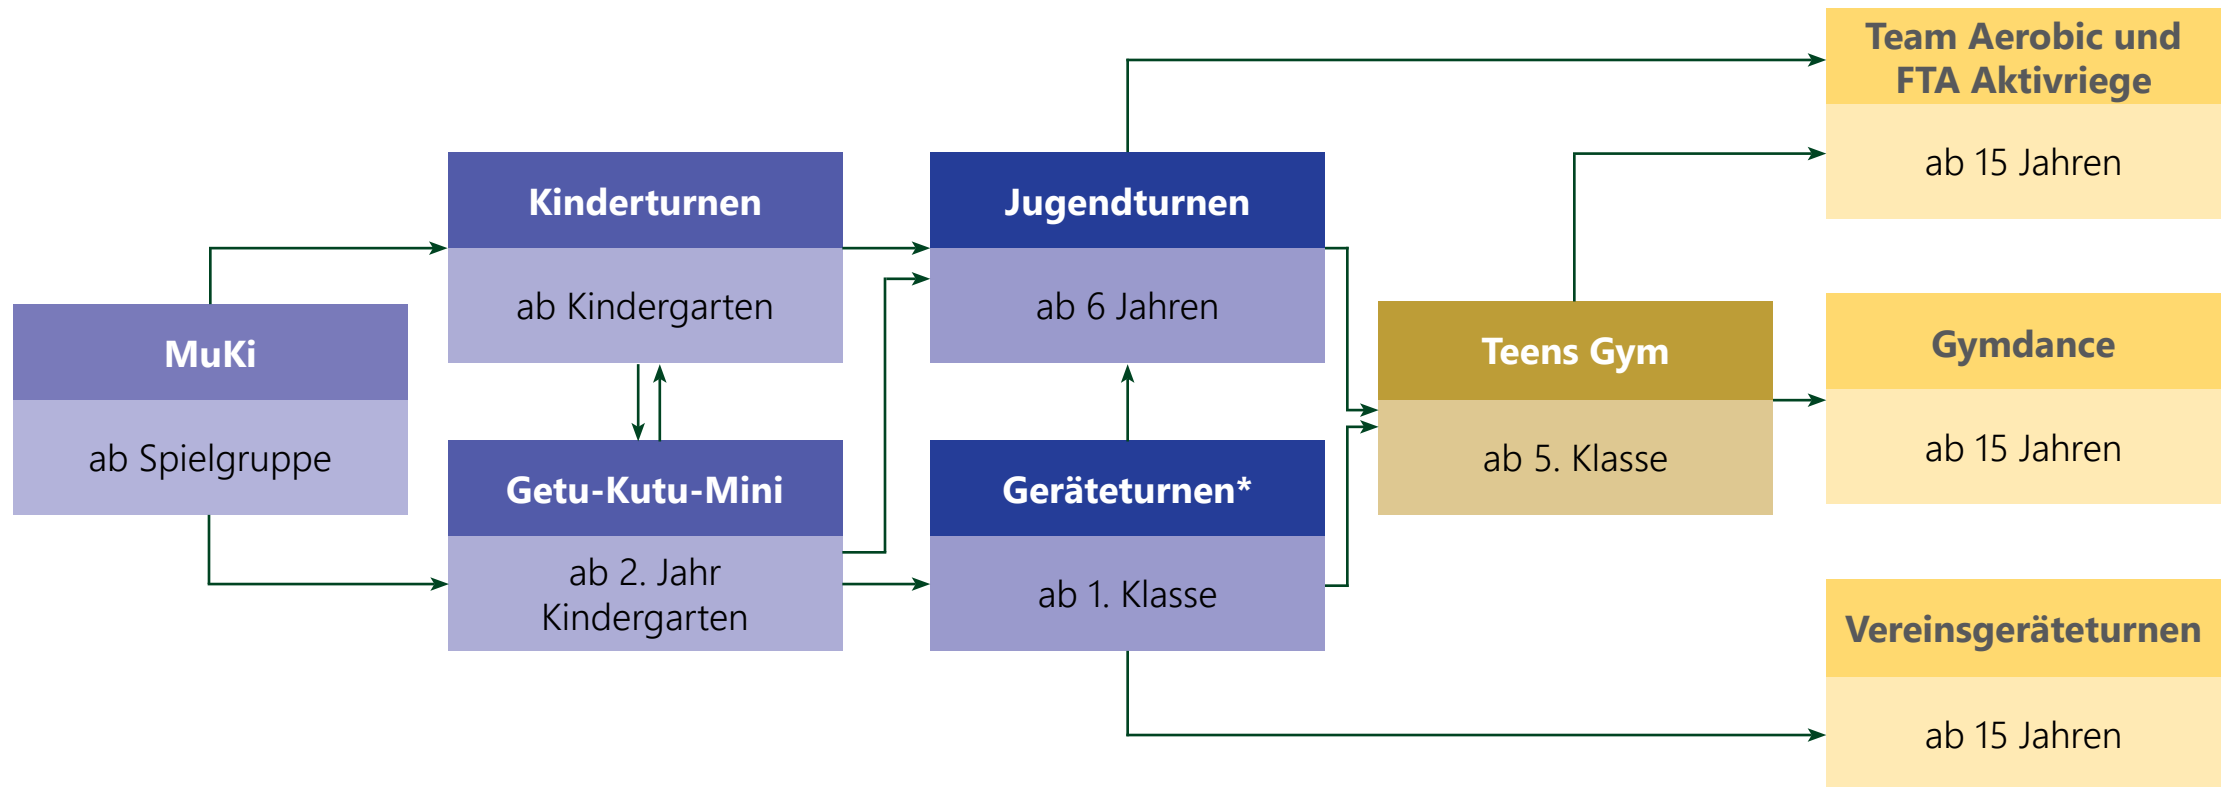 MuKi
ab Spielgruppe
Kinderturnen
ab Kindergarten
Getu-Kutu-Mini
ab 2. Jahr
Kindergarten
Jugendturnen
ab 6 Jahren
Geräteturnen*
ab 1. Klasse
Teens Gym
ab 5. Klasse
Team Aerobic und
FTA Aktivriege
ab 15 Jahren
Gymdance
ab 15 Jahren
Vereinsgeräteturnen
ab 15 Jahren